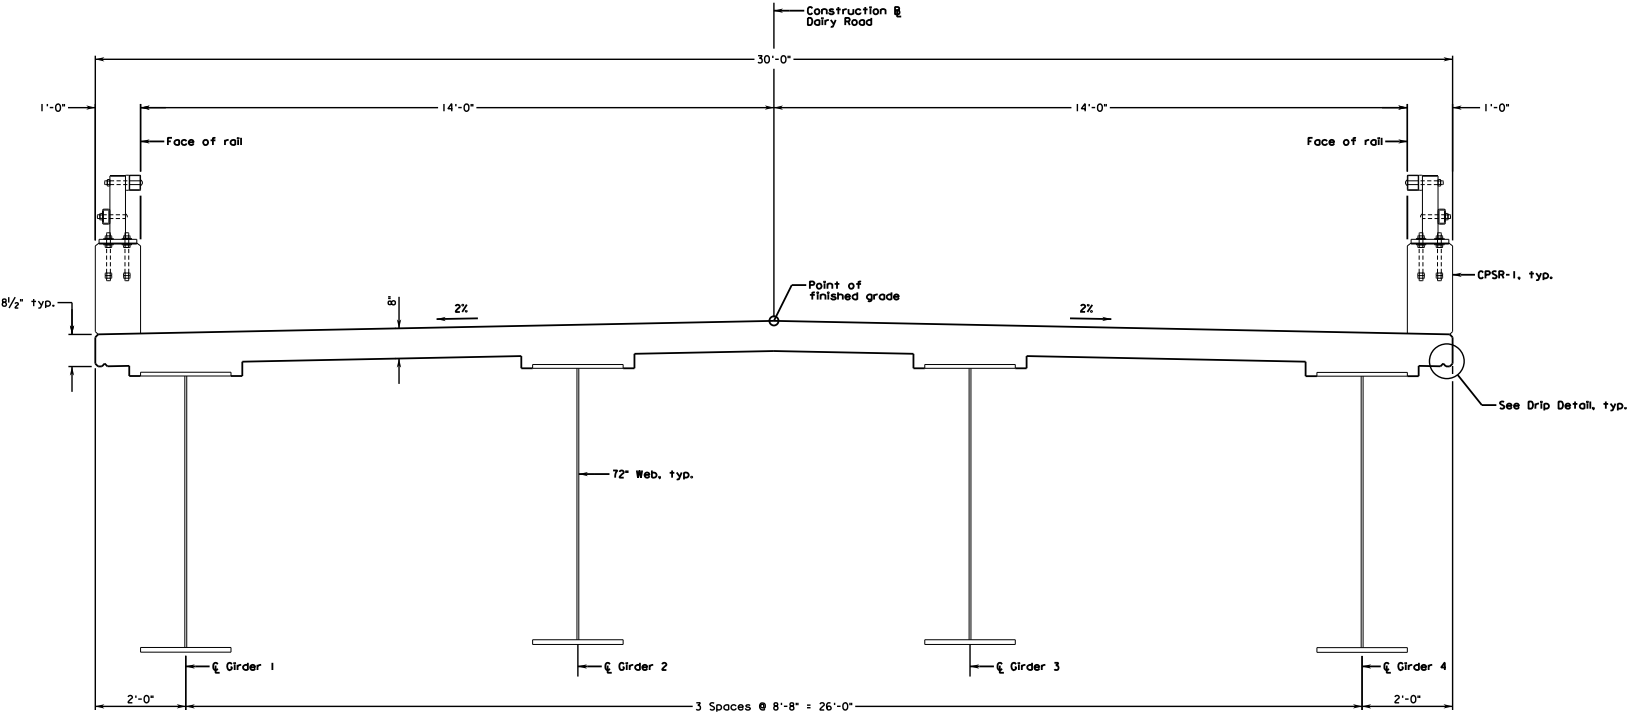 Construction ℄
Dairy Road
30'-0"
1'-0"
14'-0"
14'-0"
1'-0"
Face of rail
Face of rail
CPSR-1, typ.
Point of
finished grade
8½" typ.
8"
2%
2%
See Drip Detail, typ.
72" Web, typ.
℄ Girder 1
℄ Girder 2
℄ Girder 3
℄ Girder 4
2'-0"
3 Spaces @ 8'-8" = 26'-0"
2'-0"